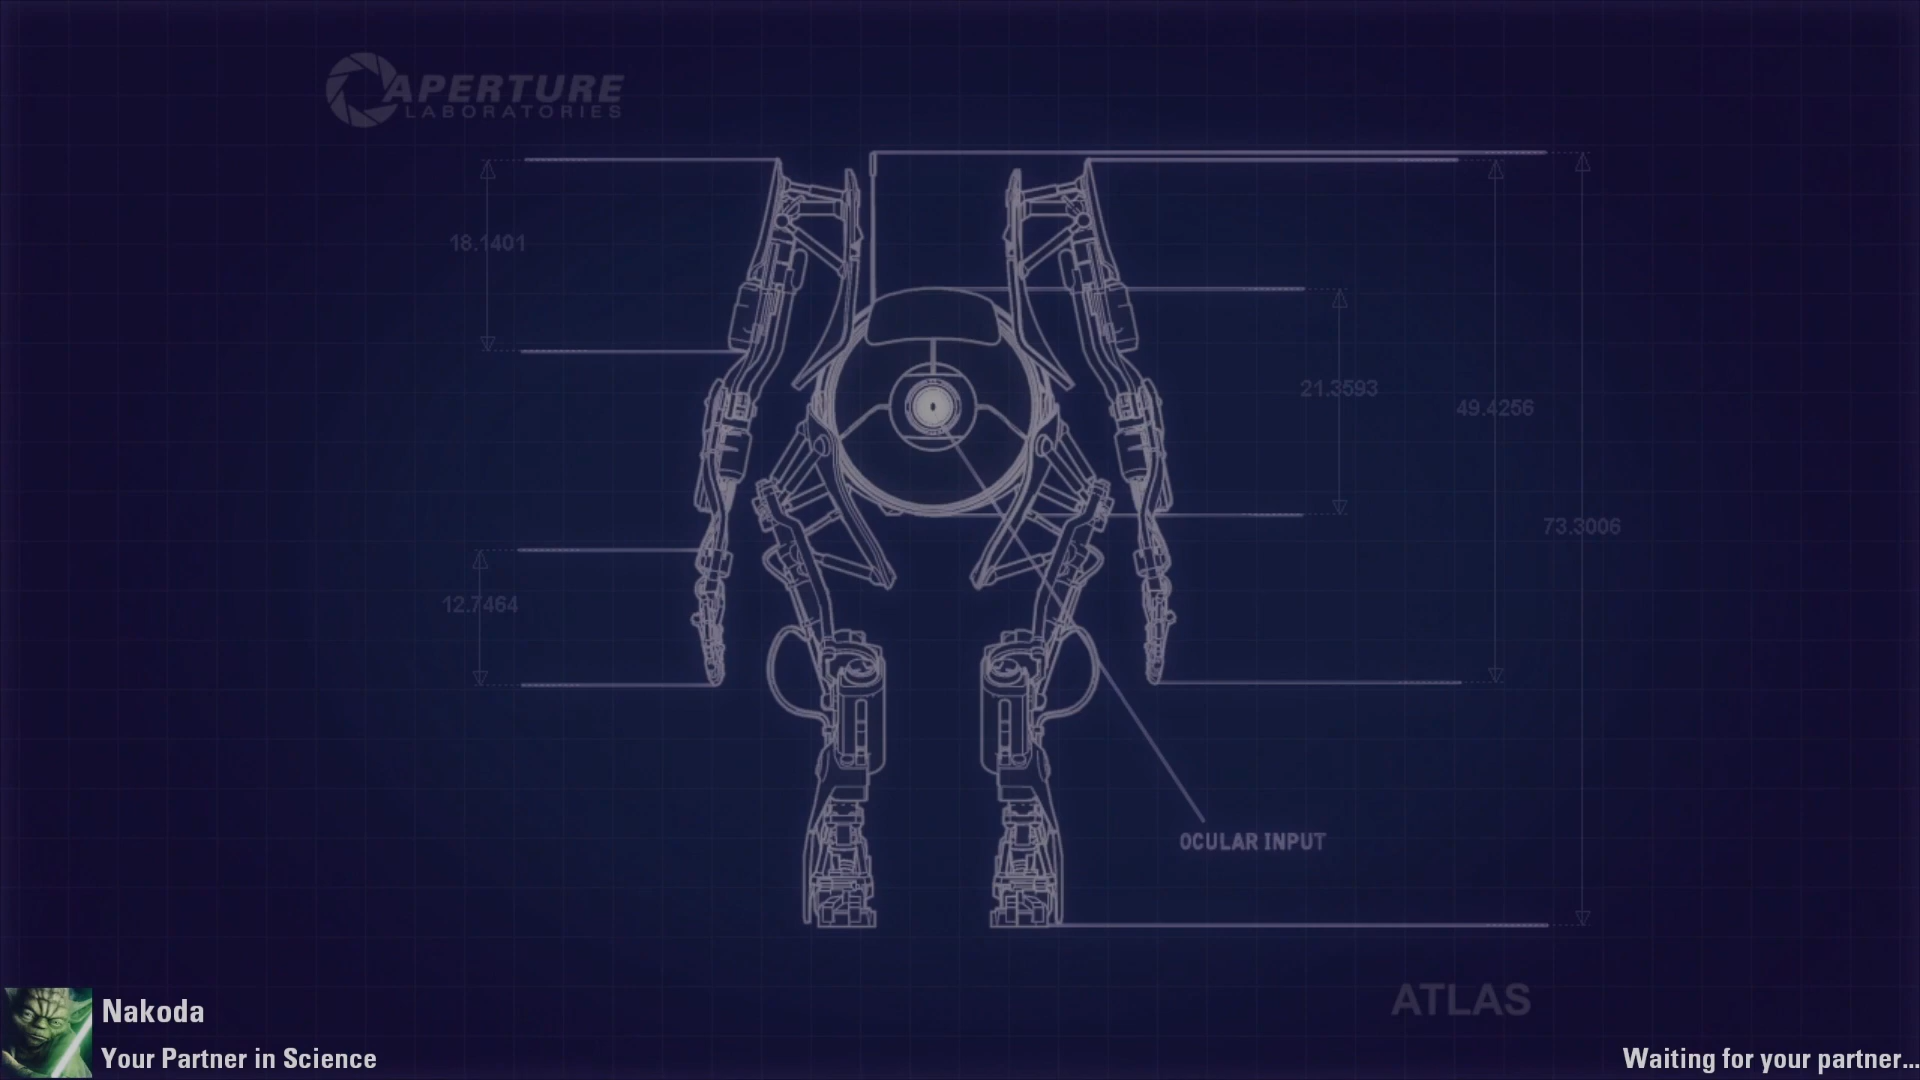 APERTURE
LABORATORIES
18.1401
21.3593
49.4256
73.3006
12.7464
OCULAR INPUT
ATLAS
Nakoda
Your Partner in Science
Waiting for your partner...